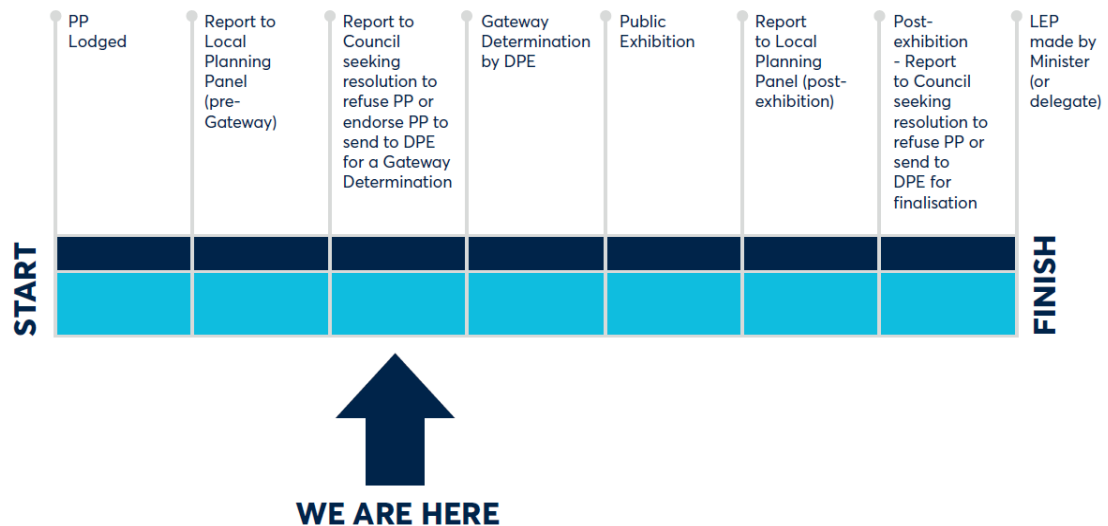 PP
Lodged
Report to
Local
Planning
Panel
(pre-
Gateway)
Report to
Council
seeking
resolution to
refuse PP or
endorse PP to
send to DPE
for a Gateway
Determination
Gateway
Determination
by DPE
Public
Exhibition
Report
to Local
Planning
Panel (post-
exhibition)
Post-
exhibition
- Report
to Council
seeking
resolution to
refuse PP or
send to
DPE for
finalisation
LEP
made by
Minister
(or
delegate)
START
FINISH
WE ARE HERE